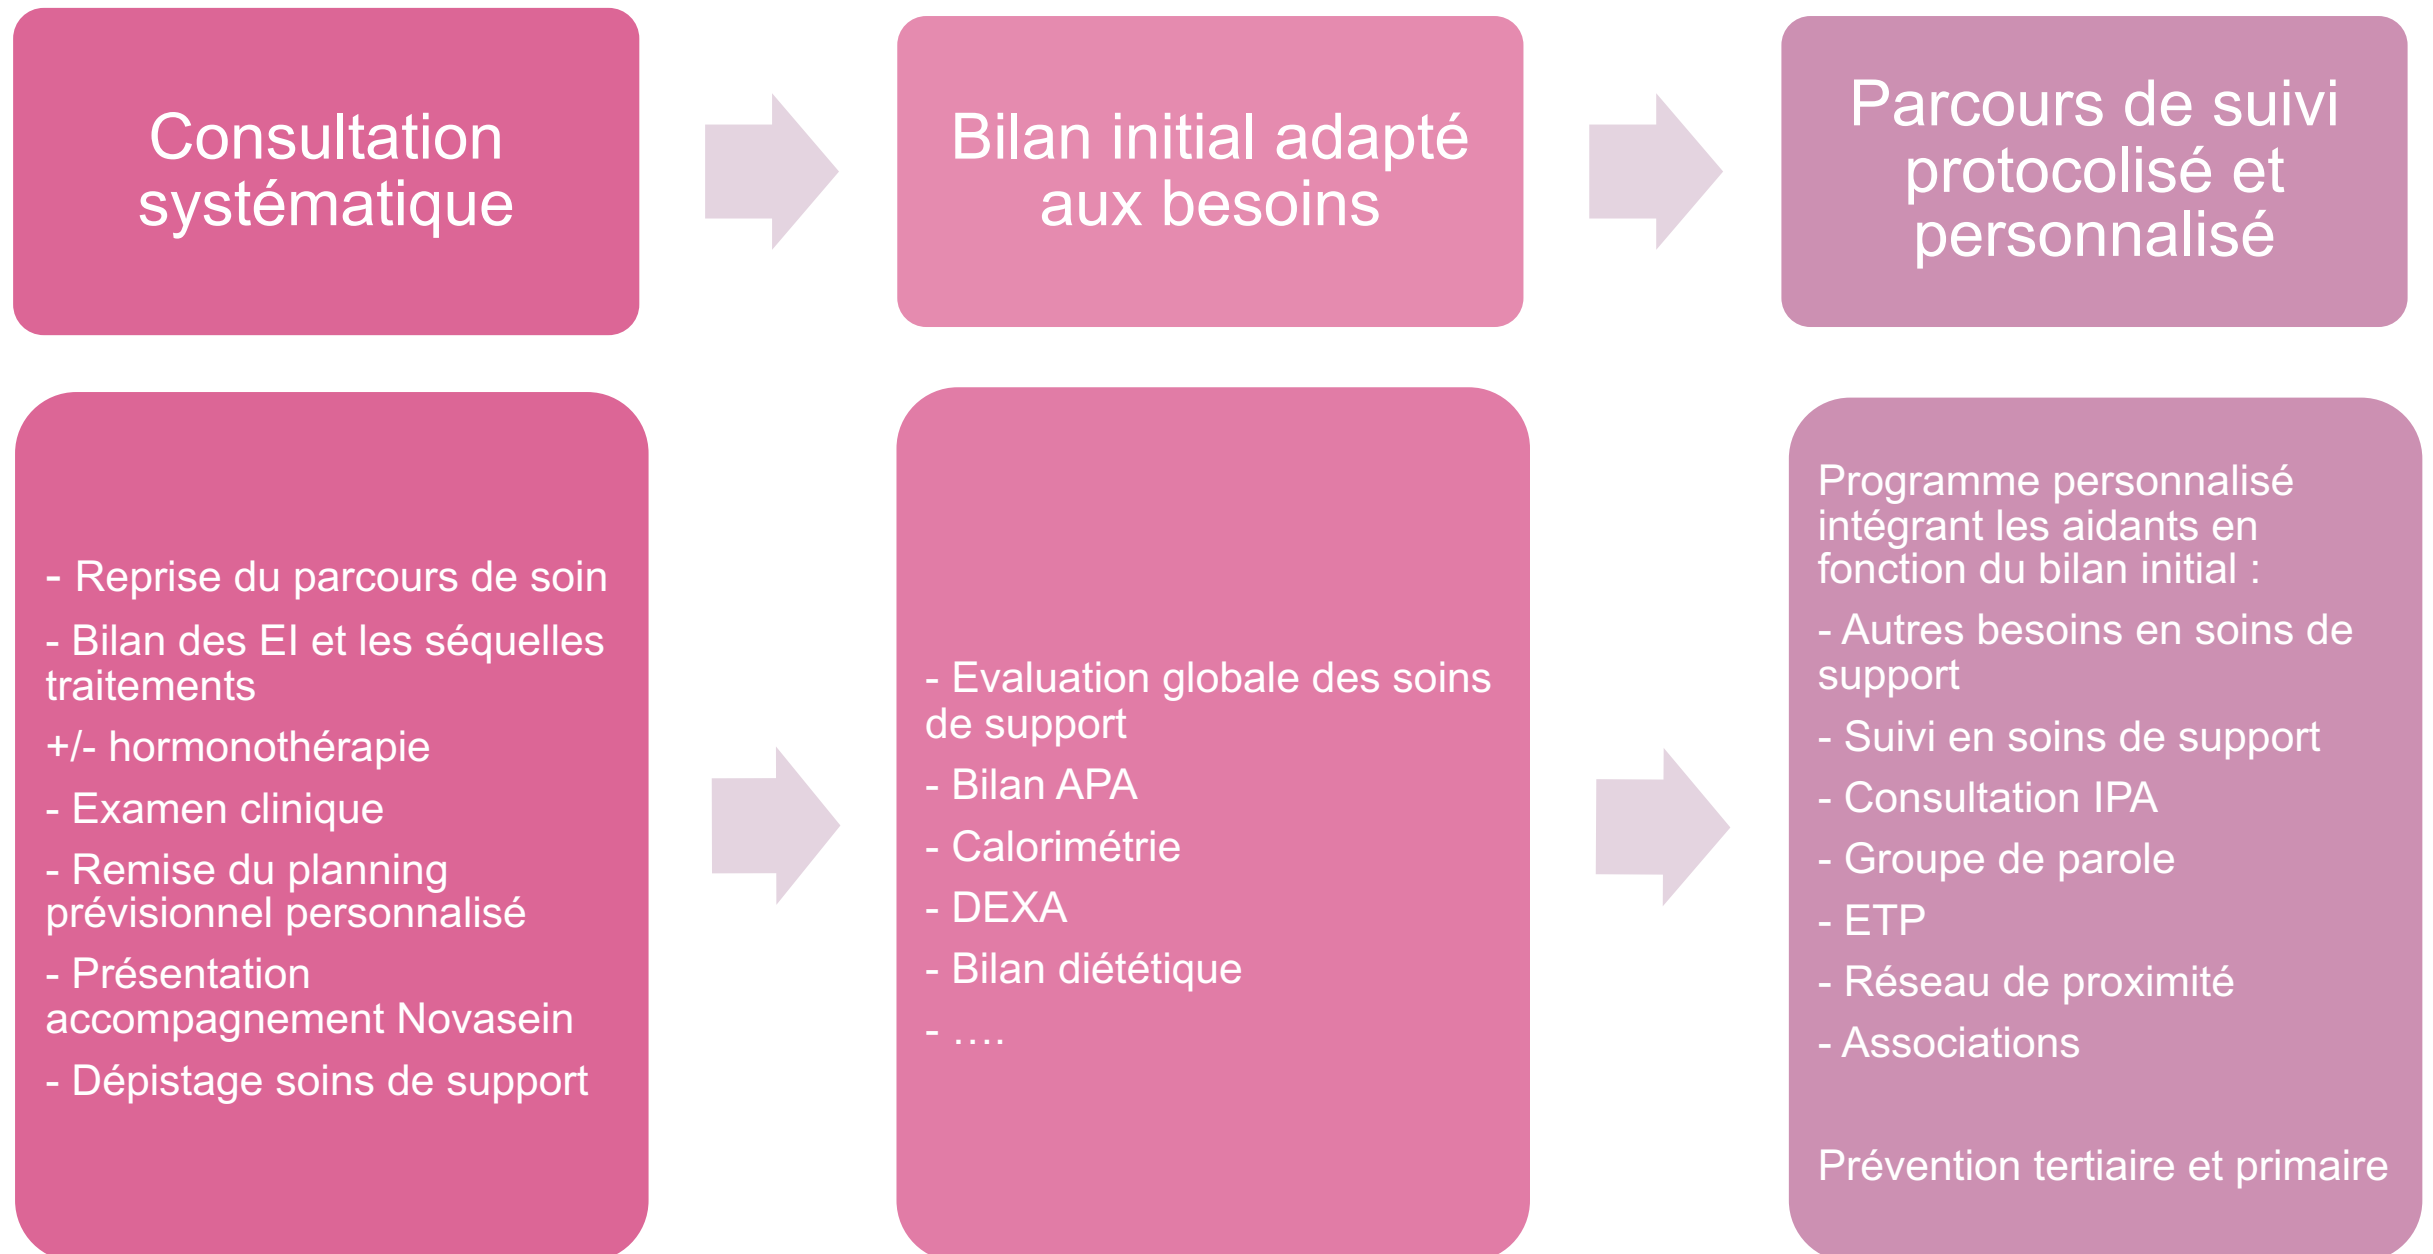 Consultation
systématique
Bilan initial adapté
aux besoins
Parcours de suivi
protocolisé et
personnalisé
- Reprise du parcours de soin
- Bilan des EI et les séquelles
traitements
+/- hormonothérapie
- Examen clinique
- Remise du planning
prévisionnel personnalisé
- Présentation
accompagnement Novasein
- Dépistage soins de support
- Evaluation globale des soins
de support
- Bilan APA
- Calorimétrie
- DEXA
- Bilan diététique
- ….
Programme personnalisé
intégrant les aidants en
fonction du bilan initial :
- Autres besoins en soins de
support
- Suivi en soins de support
- Consultation IPA
- Groupe de parole
- ETP
- Réseau de proximité
- Associations
Prévention tertiaire et primaire